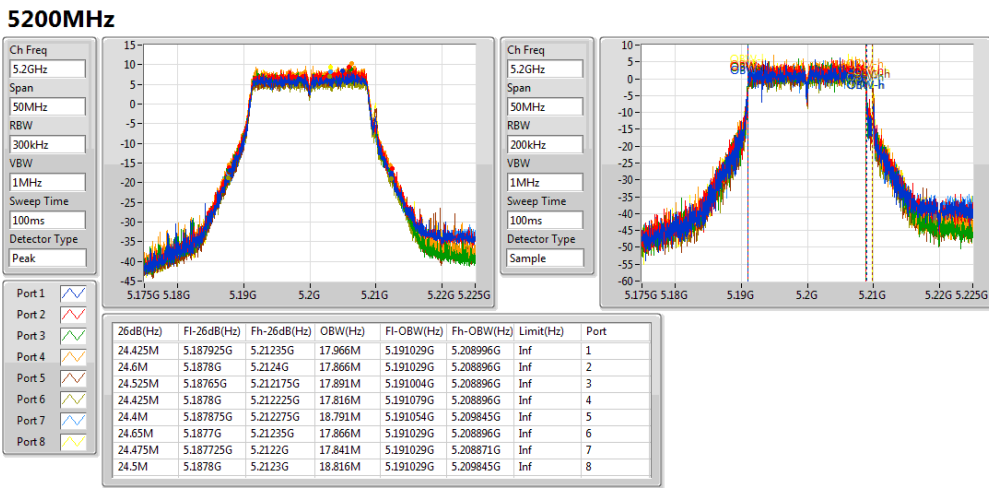 5200MHz
Ch Freq
5.2GHz
Span
50MHz
RBW
300kHz
VBW
1MHz
Sweep Time
100ms
Detector Type
Peak
15
10
5
0
-5
-10
-15
-20
-25
-30
-35
-40
-45
5.175G 5.18G 5.19G 5.2G 5.21G 5.22G 5.225G
Ch Freq
5.2GHz
Span
50MHz
RBW
200kHz
VBW
1MHz
Sweep Time
100ms
Detector Type
Sample
10
5
0
-5
-10
-15
-20
-25
-30
-35
-40
-45
-50
-55
-60
5.175G 5.18G 5.19G 5.2G 5.21G 5.22G 5.225G
OBW-h
Port 1
Port 2
Port 3
Port 4
Port 5
Port 6
Port 7
Port 8
26dB(Hz) Fl-26dB(Hz) Fh-26dB(Hz) OBW(Hz) Fl-OBW(Hz) Fh-OBW(Hz) Limit(Hz) Port
24.425M 5.187925G 5.21235G 17.966M 5.191029G 5.208996G Inf 1
24.6M 5.1878G 5.2124G 17.866M 5.191029G 5.208896G Inf 2
24.525M 5.18765G 5.212175G 17.891M 5.191004G 5.208896G Inf 3
24.425M 5.1878G 5.212225G 17.816M 5.191079G 5.208896G Inf 4
24.4M 5.187875G 5.212275G 18.791M 5.191054G 5.209845G Inf 5
24.65M 5.1877G 5.21235G 17.866M 5.191029G 5.208896G Inf 6
24.475M 5.187725G 5.2122G 17.841M 5.191029G 5.208871G Inf 7
24.5M 5.1878G 5.2123G 18.816M 5.191029G 5.209845G Inf 8